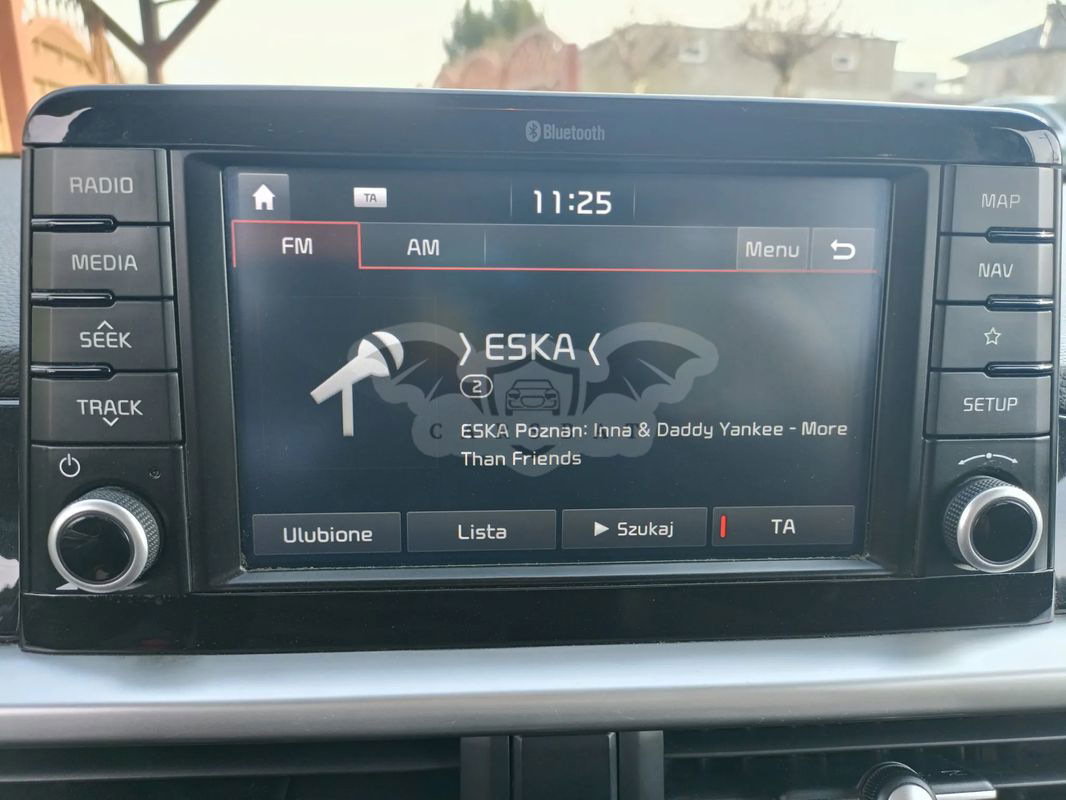 Bluetooth
RADIO
MEDIA
SEEK
TRACK
TA
11:25
FM
AM
Menu
ESKA
2
ESKA Poznan: Inna & Daddy Yankee - More
Than Friends
Ulubione
Lista
Szukaj
TA
MAP
NAV
SETUP